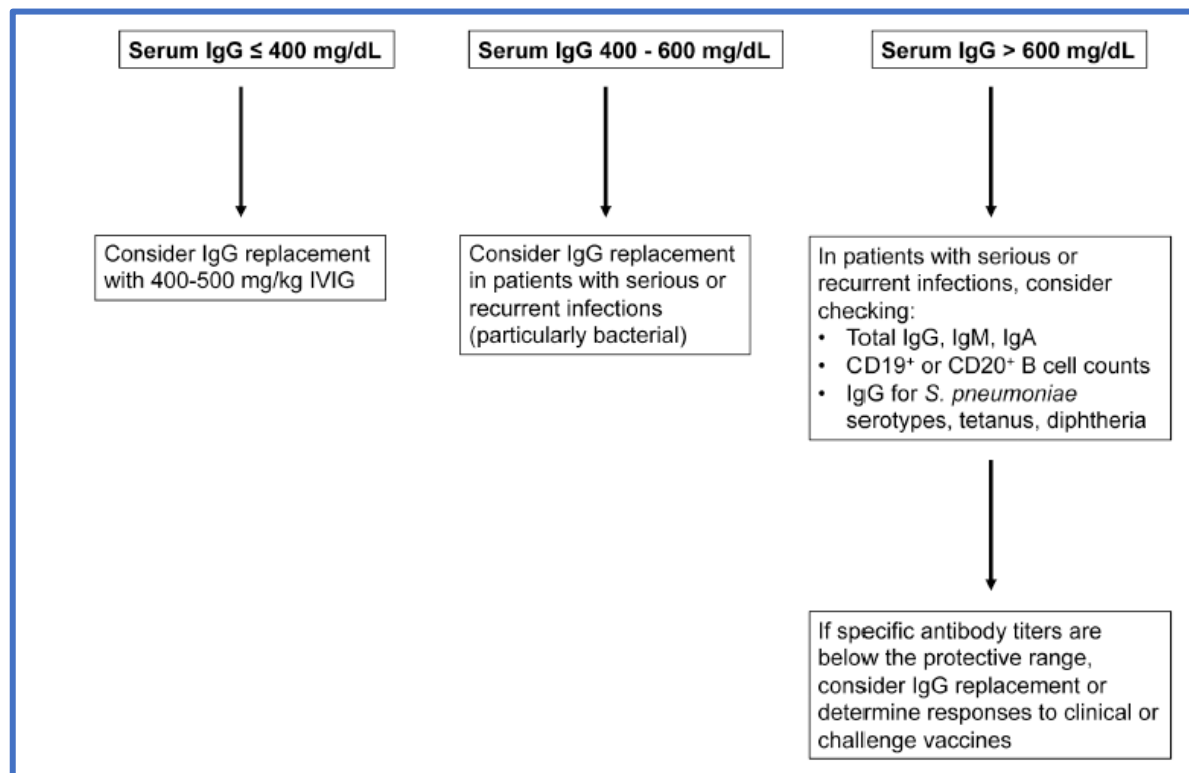 Serum IgG ≤ 400 mg/dL
Consider IgG replacement
with 400-500 mg/kg IVIG
Serum IgG 400 - 600 mg/dL
Consider IgG replacement
in patients with serious or
recurrent infections
(particularly bacterial)
Serum IgG > 600 mg/dL
In patients with serious or
recurrent infections, consider
checking:
• Total IgG, IgM, IgA
• CD19⁺ or CD20⁺ B cell counts
• IgG for S. pneumoniae
serotypes, tetanus, diphtheria
If specific antibody titers are
below the protective range,
consider IgG replacement or
determine responses to clinical or
challenge vaccines